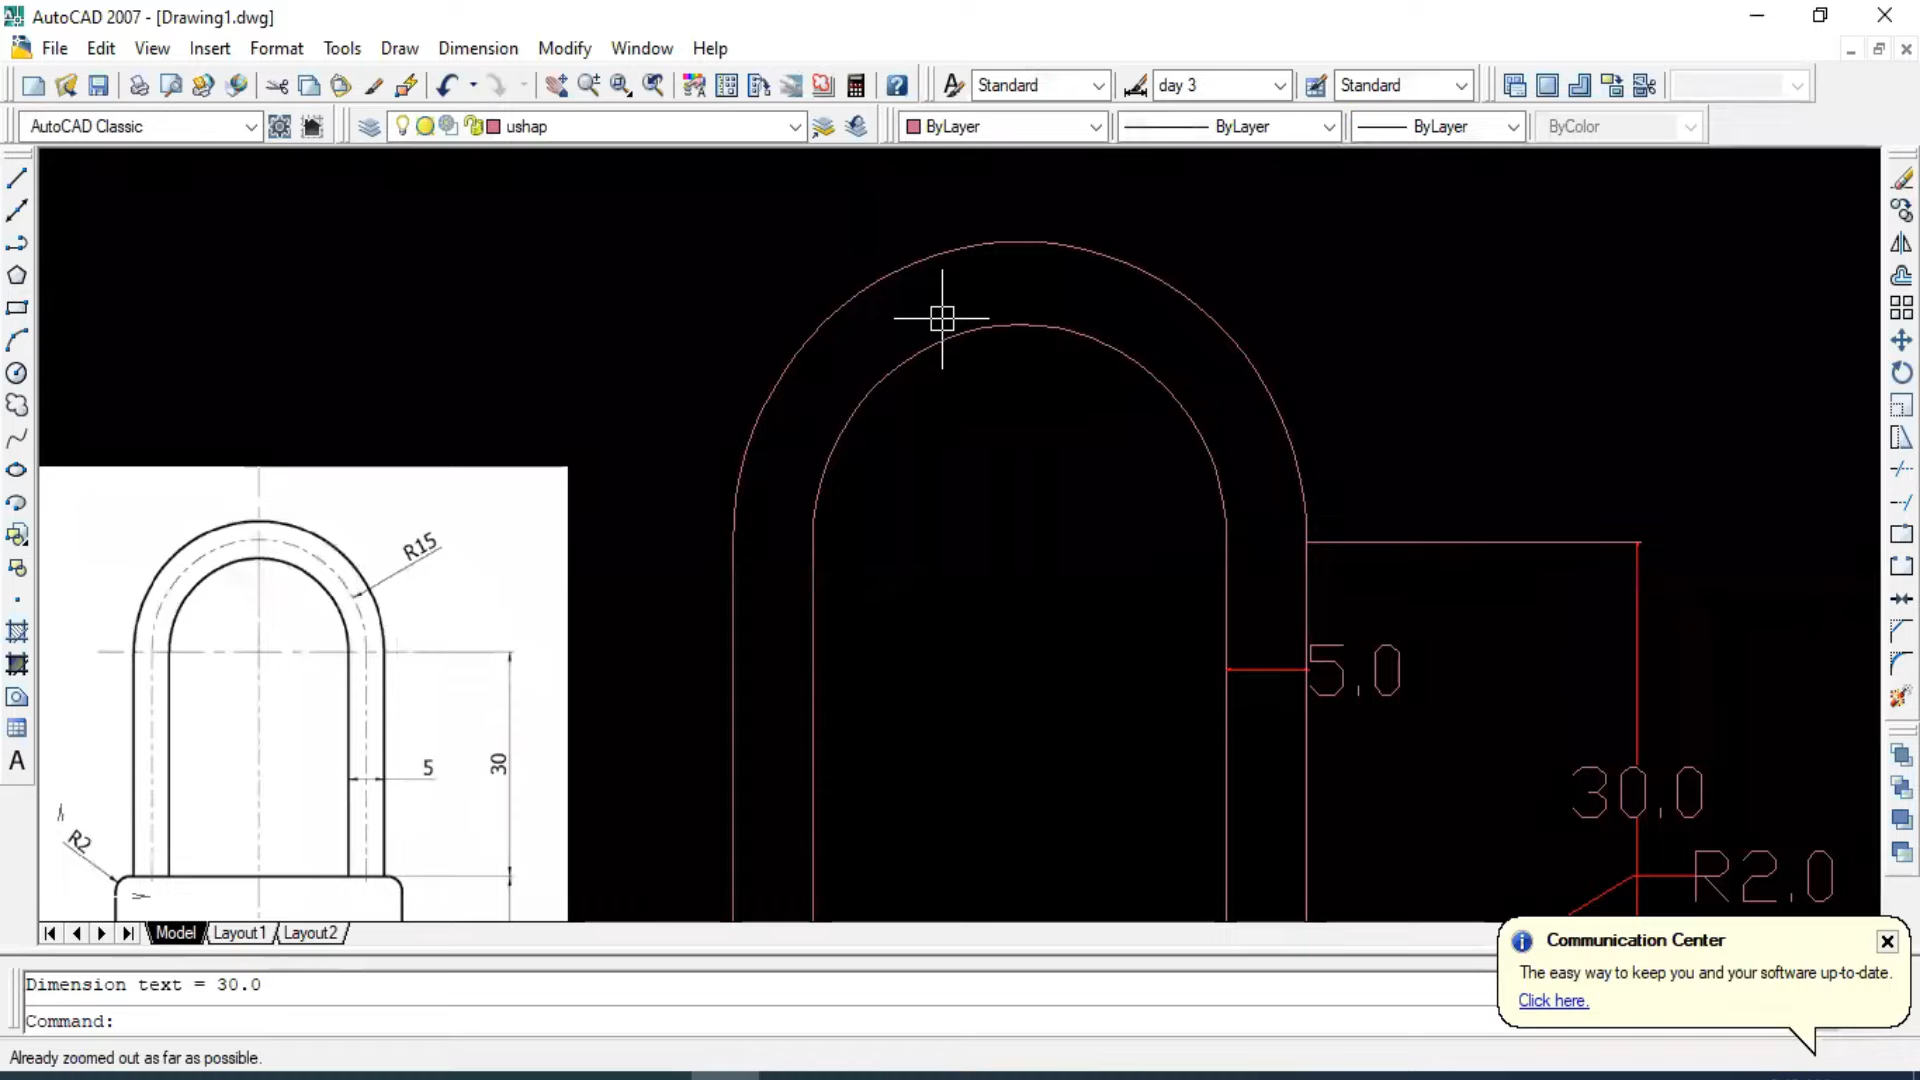 AutoCAD 2007 - [Drawing1.dwg]
File Edit View Insert Format Tools Draw Dimension Modify Window Help
Standard day 3 Standard
AutoCAD Classic ushap ByLayer ByLayer ByLayer ByColor
R15
5
30
R2
5.0
30.0
R2.0
Model Layout1 Layout2
Communication Center
The easy way to keep you and your software up-to-date.
Click here.
Dimension text = 30.0
Command:
Already zoomed out as far as possible.